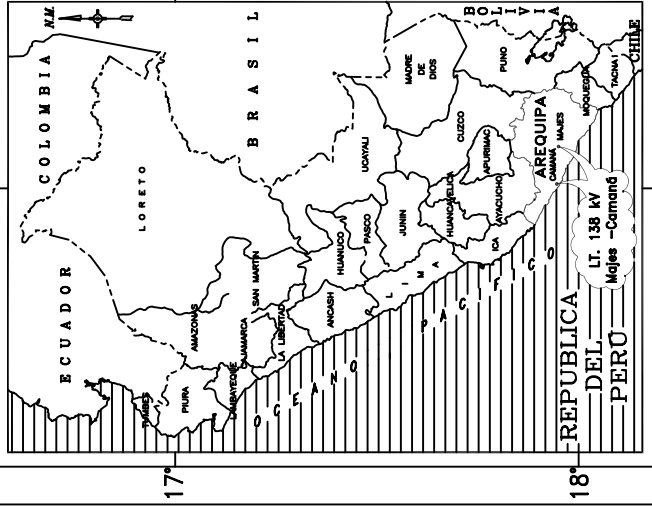 N.M.
COLOMBIA
ECUADOR
BRASIL
BOLIVIA
CHILE
LORETO
TUMBES
PIURA
LAMBAYEQUE
CAJAMARCA
AMAZONAS
SAN MARTIN
LA LIBERTAD
ANCASH
HUANUCO
PASCO
UCAYALI
JUNIN
LIMA
HUANCAVELICA
ICA
AYACUCHO
APURIMAC
CUZCO
MADRE
DE
DIOS
PUNO
AREQUIPA
CAMANÁ
MAJES
MOQUEGUA
TACNA
OCEANO PACIFICO
LT. 138 kV
Majes -Camaná
REPUBLICA
DEL
PERÚ
17°
18°